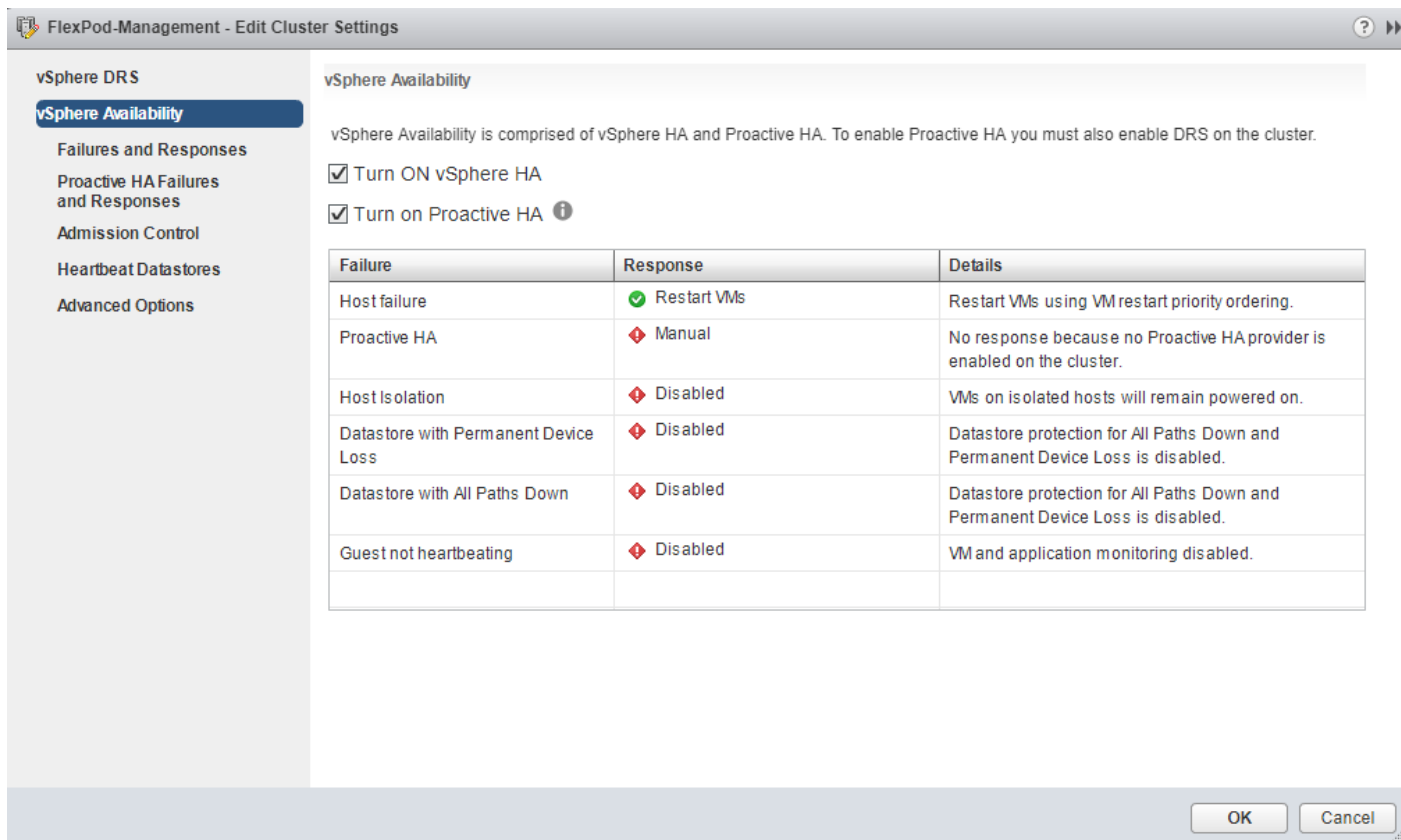 FlexPod-Management - Edit Cluster Settings
vSphere DRS
vSphere Availability
Failures and Responses
Proactive HA Failures
and Responses
Admission Control
Heartbeat Datastores
Advanced Options
vSphere Availability
vSphere Availability is comprised of vSphere HA and Proactive HA. To enable Proactive HA you must also enable DRS on the cluster.
Turn ON vSphere HA
Turn on Proactive HA
Failure Response Details
Host failure Restart VMs Restart VMs using VM restart priority ordering.
Proactive HA Manual No response because no Proactive HA provider is
enabled on the cluster.
Host Isolation Disabled VMs on isolated hosts will remain powered on.
Datastore with Permanent Device Disabled Datastore protection for All Paths Down and
Loss Permanent Device Loss is disabled.
Datastore with All Paths Down Disabled Datastore protection for All Paths Down and
Permanent Device Loss is disabled.
Guest not heartbeating Disabled VM and application monitoring disabled.
OK Cancel